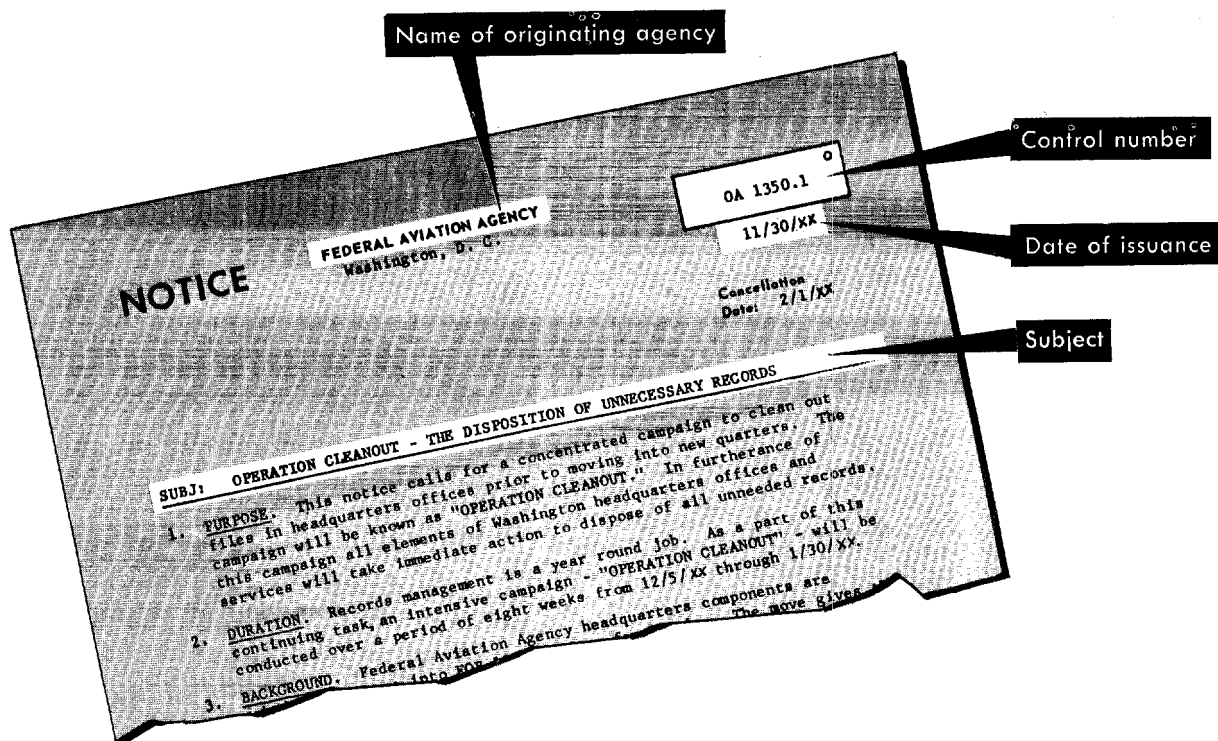 Name of originating agency
Control number
OA 1350.1
Date of issuance
11/30/xx
FEDERAL AVIATION AGENCY
Washington, D. C.
NOTICE
Cancellation
Date: 2/1/xx
Subject
SUBJ: OPERATION CLEANOUT - THE DISPOSITION OF UNNECESSARY RECORDS
1. PURPOSE. This notice calls for a concentrated campaign to clean out
files in headquarters offices prior to moving into new quarters. The
campaign will be known as "OPERATION CLEANOUT." In furtherance of
this campaign all elements of Washington headquarters offices and
services will take immediate action to dispose of all unneeded records.
2. DURATION. Records management is a year round job. As a part of this
continuing task, an intensive campaign - "OPERATION CLEANOUT" - will be
conducted over a period of eight weeks from 12/5/xx through 1/30/xx.
3. BACKGROUND. Federal Aviation Agency headquarters components are
into The move gives